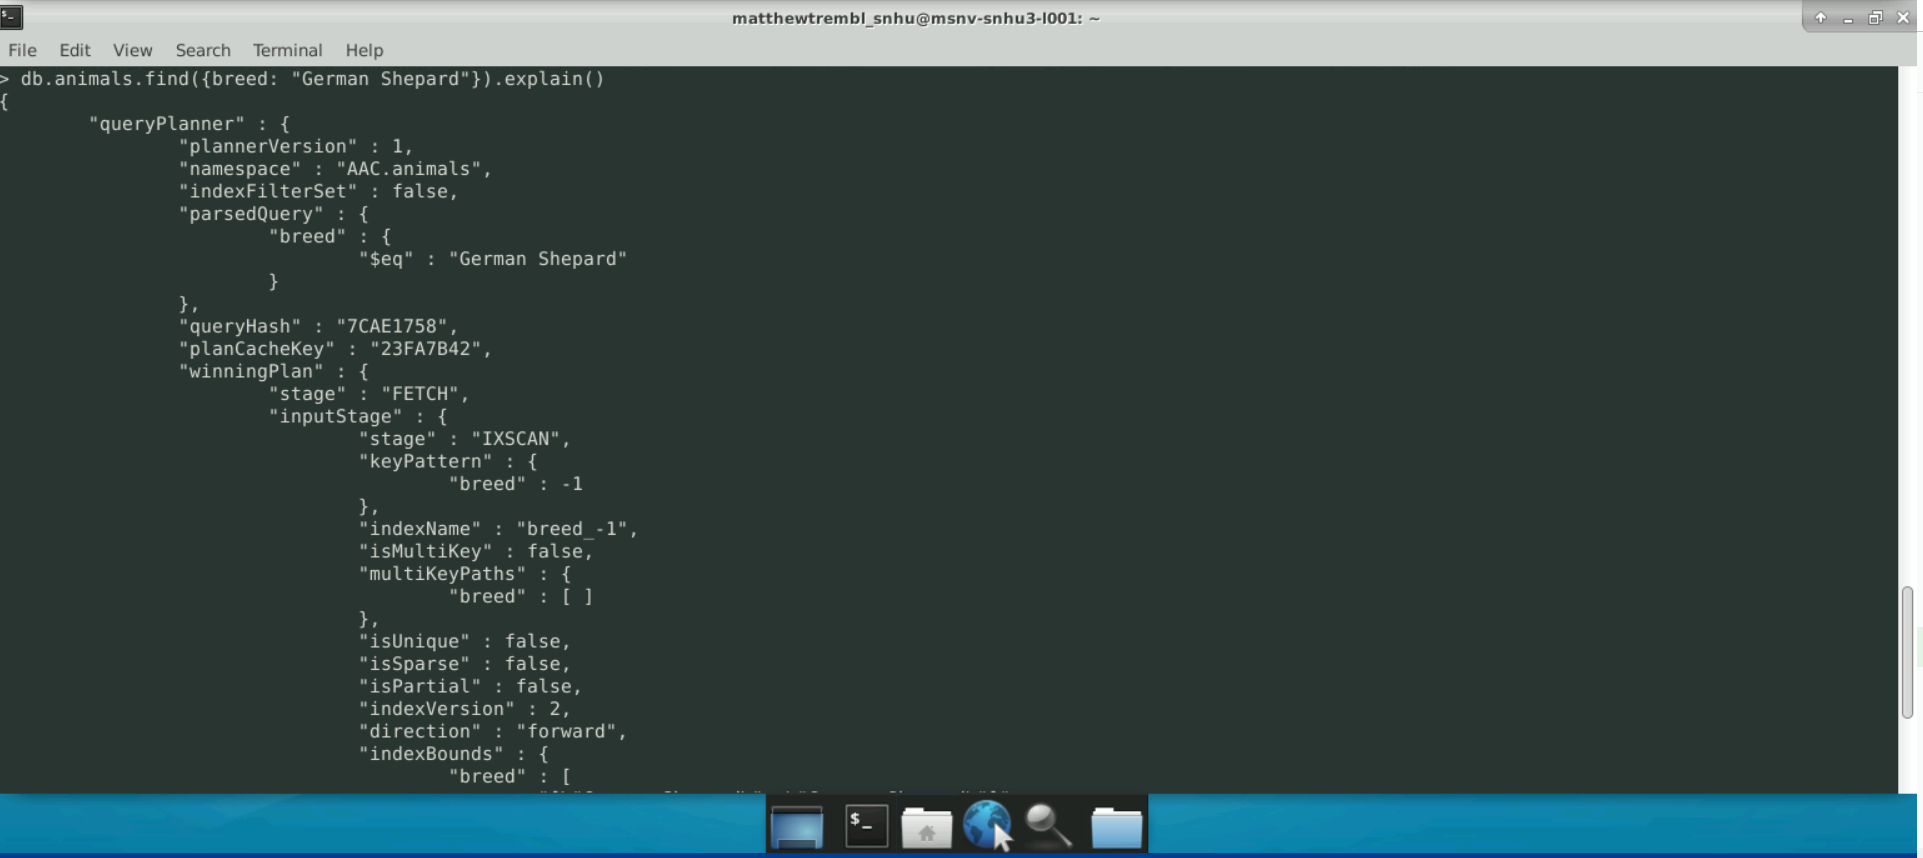 matthewtrembl_snhu@msnv-snhu3-l001: ~
File Edit View Search Terminal Help
> db.animals.find({breed: "German Shepard"}).explain()
{
"queryPlanner" : {
"plannerVersion" : 1,
"namespace" : "AAC.animals",
"indexFilterSet" : false,
"parsedQuery" : {
"breed" : {
"$eq" : "German Shepard"
}
},
"queryHash" : "7CAE1758",
"planCacheKey" : "23FA7B42",
"winningPlan" : {
"stage" : "FETCH",
"inputStage" : {
"stage" : "IXSCAN",
"keyPattern" : {
"breed" : -1
},
"indexName" : "breed_-1",
"isMultiKey" : false,
"multiKeyPaths" : {
"breed" : [ ]
},
"isUnique" : false,
"isSparse" : false,
"isPartial" : false,
"indexVersion" : 2,
"direction" : "forward",
"indexBounds" : {
"breed" : [